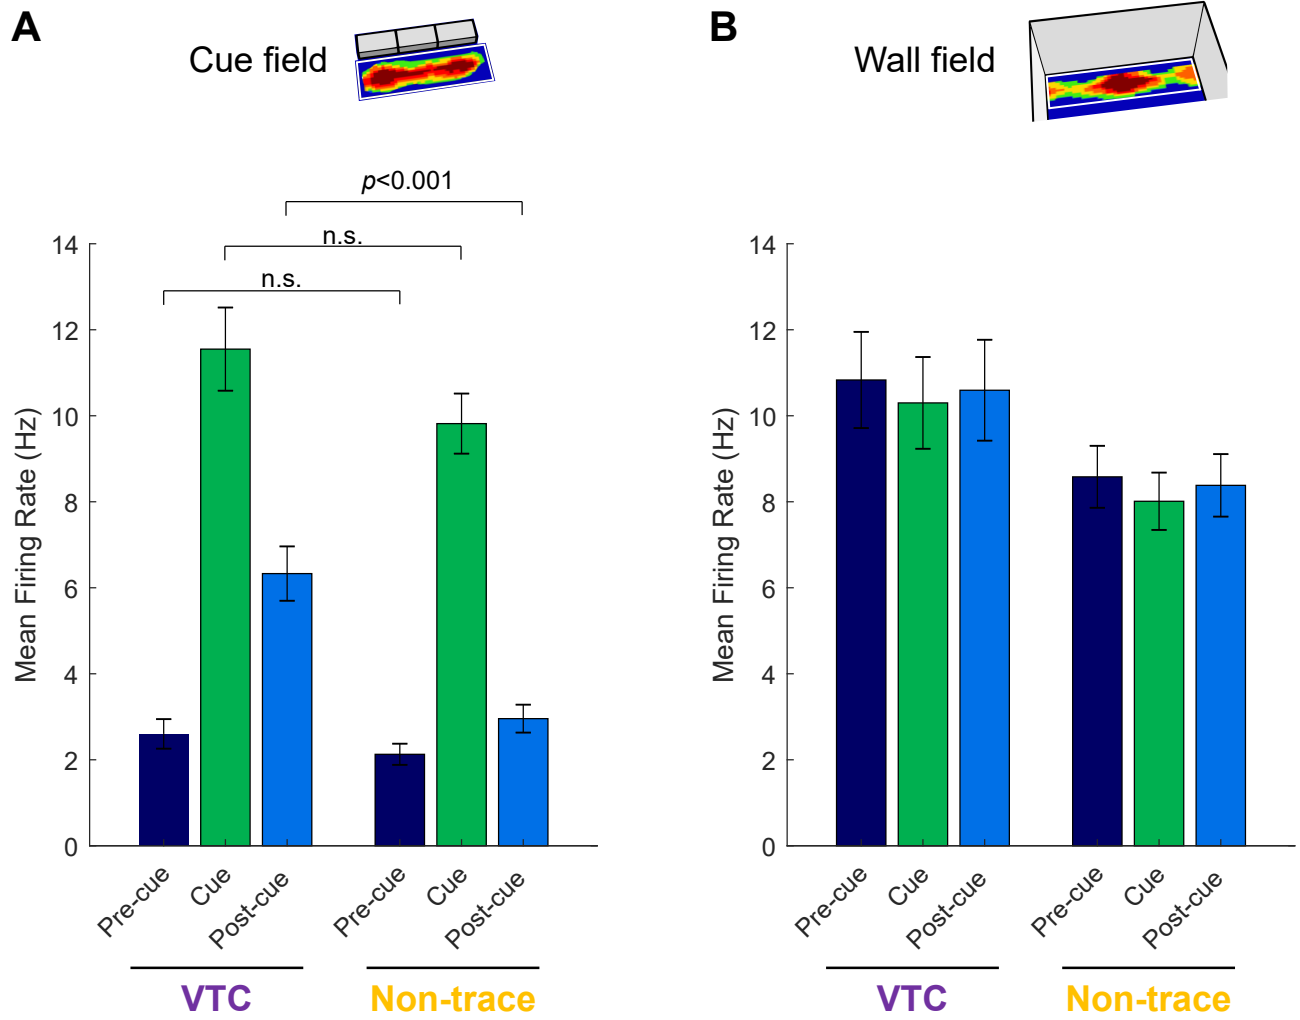 A
Cue field
p<0.001
n.s.
n.s.
Mean Firing Rate (Hz)
14
12
10
8
6
4
2
0
Pre-cue
Cue
Post-cue
Pre-cue
Cue
Post-cue
VTC
Non-trace
B
Wall field
Mean Firing Rate (Hz)
14
12
10
8
6
4
2
0
Pre-cue
Cue
Post-cue
Pre-cue
Cue
Post-cue
VTC
Non-trace